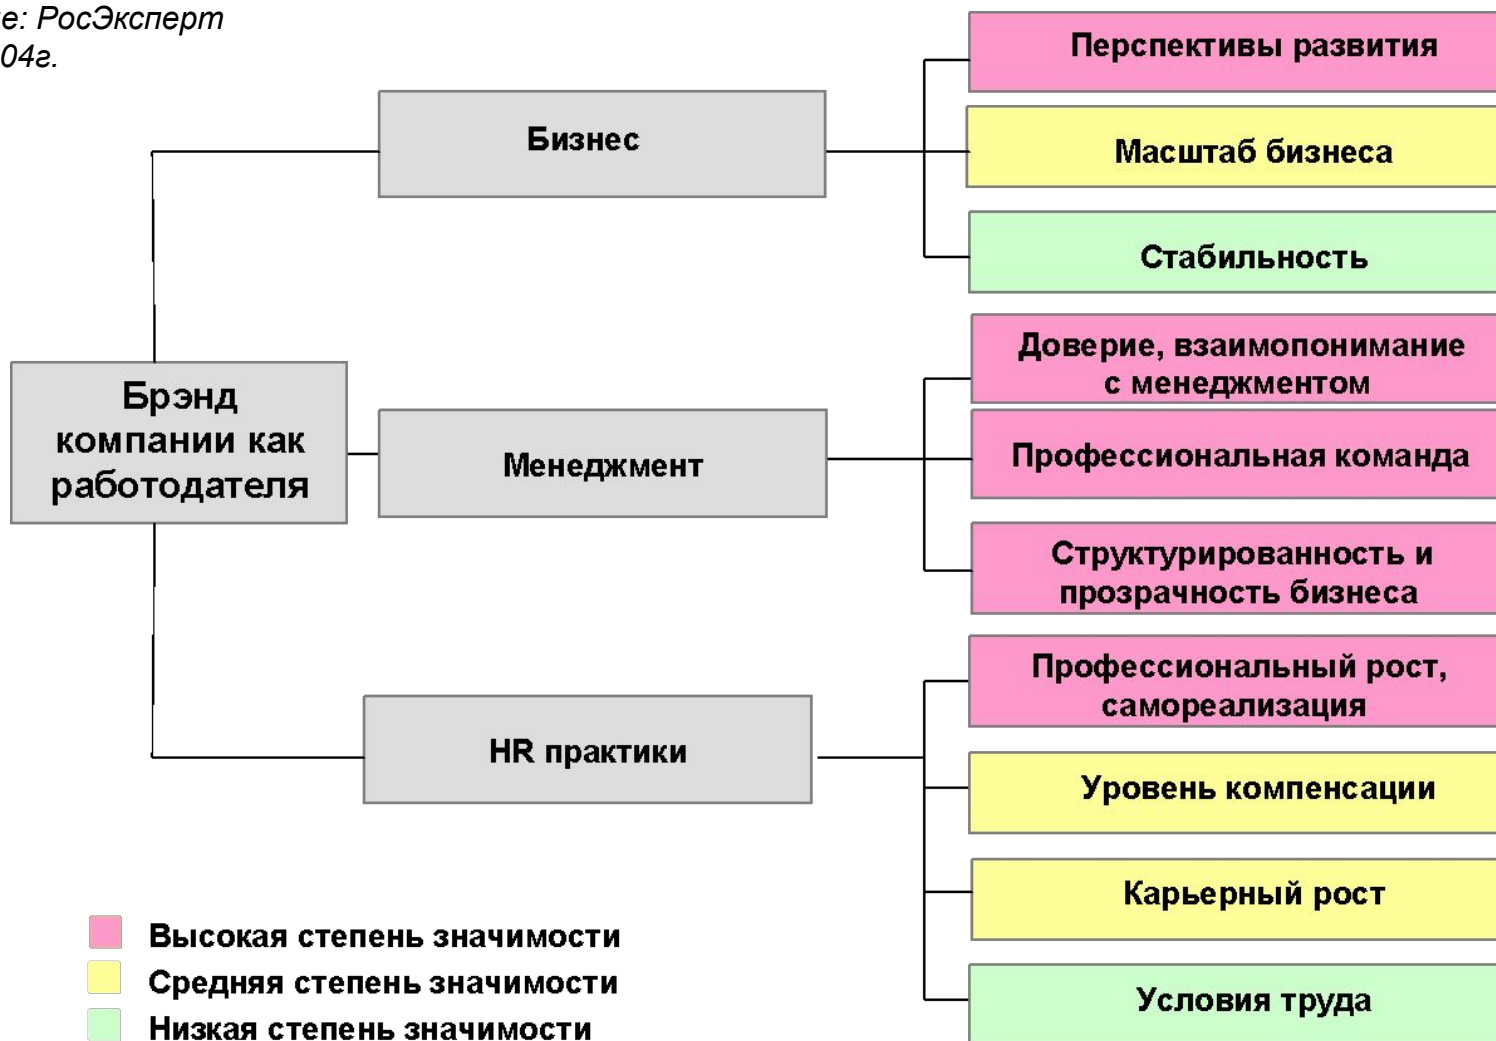 РосЭксперт
Перспективы развития
Бизнес
Масштаб бизнеса
Стабильность
Доверие, взаимопонимание
с менеджментом
Брэнд
компании как
работодателя
Менеджмент
Профессиональная команда
Структурированность и
прозрачность бизнеса
Профессиональный рост,
самореализация
HR практики
Уровень компенсации
Карьерный рост
Условия труда
Высокая степень значимости
Средняя степень значимости
Низкая степень значимости